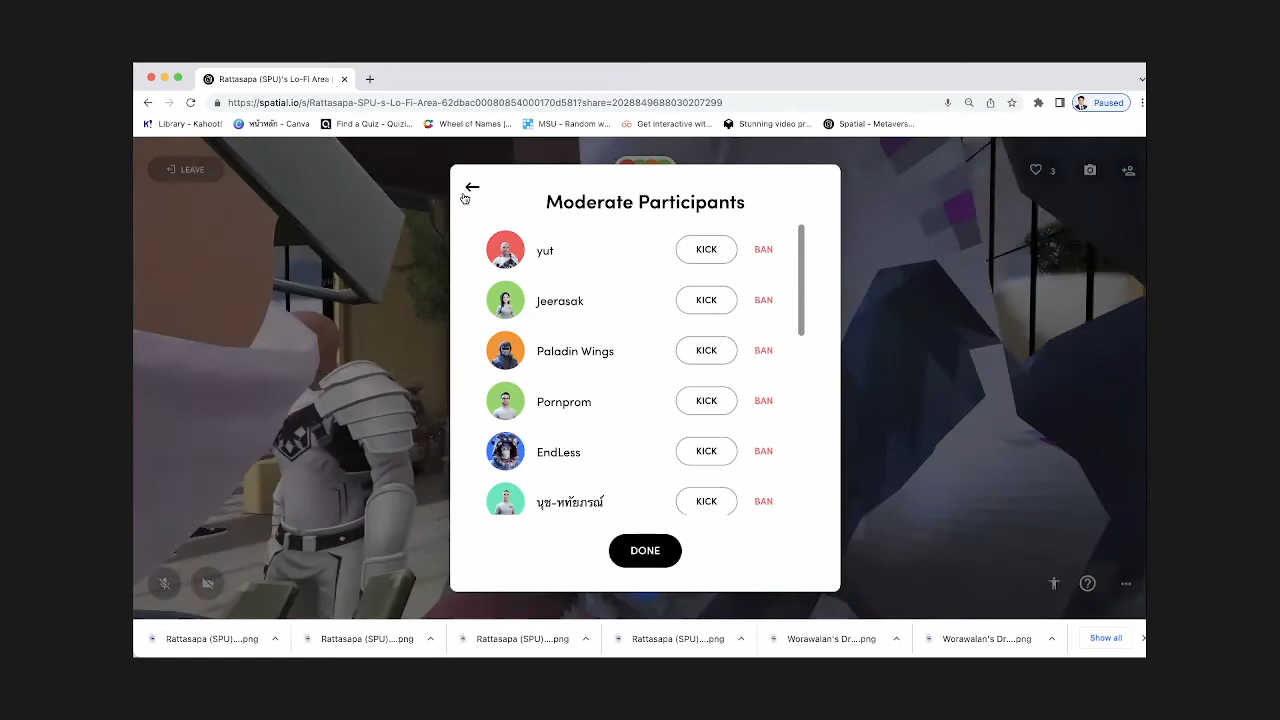 Rattasapa (SPU)'s Lo-Fi Area |
https://spatial.io/s/Rattasapa-SPU-s-Lo-Fi-Area-62dbac00080854000170d581?share=2028849688030207299
Paused
Library - Kahoot!
หน้าหลัก - Canva
Find a Quiz - Quizi...
Wheel of Names |...
MSU - Random w...
Get interactive wit...
Stunning video pr...
Spatial - Metavers...
LEAVE
3
Moderate Participants
yut KICK BAN
Jeerasak KICK BAN
Paladin Wings KICK BAN
Pornprom KICK BAN
EndLess KICK BAN
นุช-หทัยภรณ์ KICK BAN
DONE
Rattasapa (SPU)....png
Rattasapa (SPU)....png
Rattasapa (SPU)....png
Rattasapa (SPU)....png
Worawalan's Dr....png
Worawalan's Dr....png
Show all